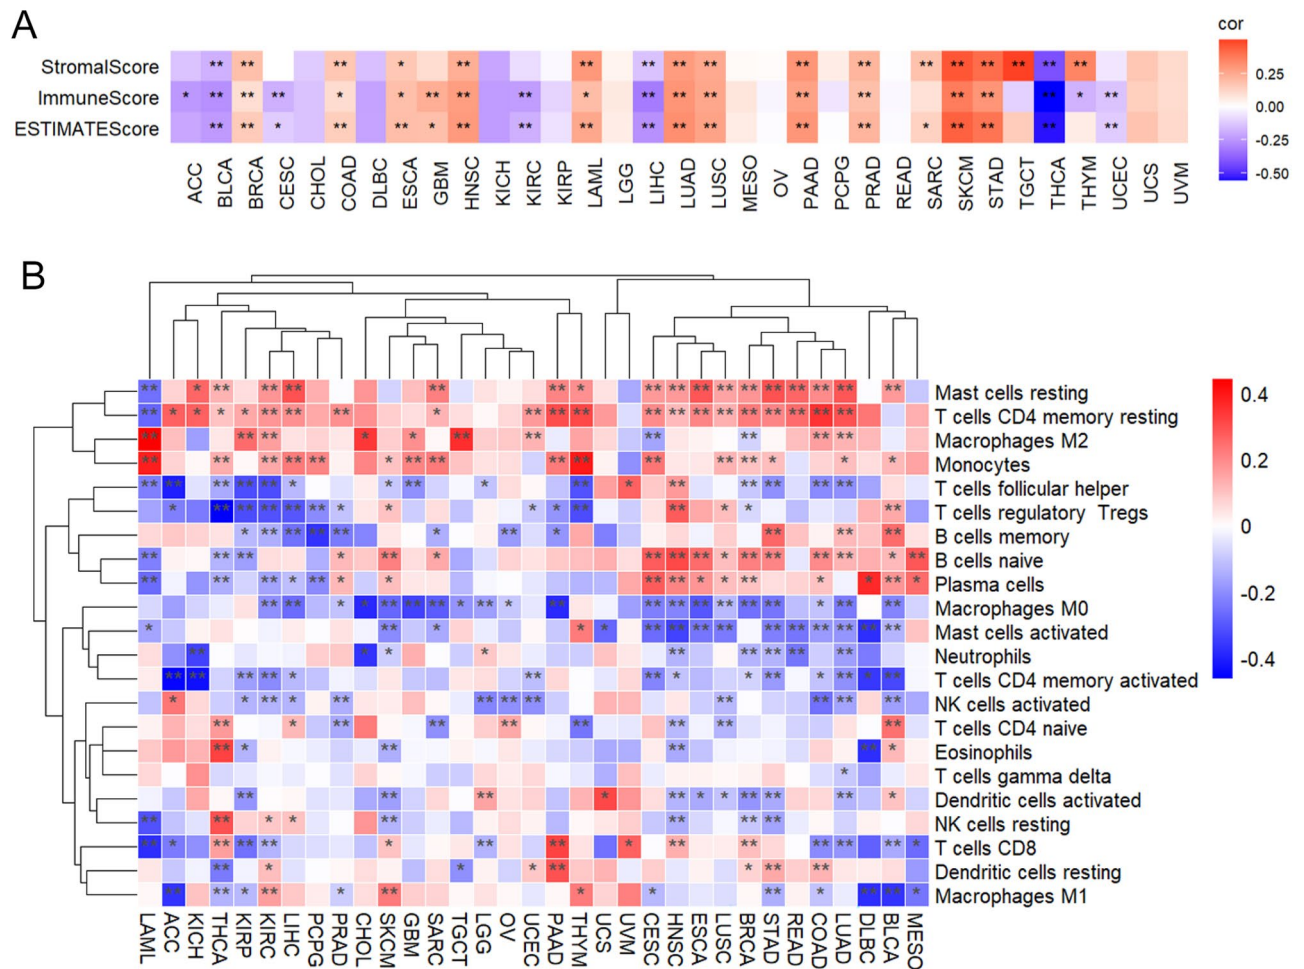 A
cor
StromalScore
** ** ** * ** ** ** ** ** ** ** ** ** ** ** ** **
ImmuneScore
* ** ** ** * * ** ** ** * ** ** ** ** ** ** ** ** * **
ESTIMATEScore
** ** * ** ** * ** ** ** ** ** ** ** ** * ** ** ** **
0.25
0.00
-0.25
-0.50
ACC BLCA BRCA CESC CHOL COAD DLBC ESCA GBM HNSC KICH KIRC KIRP LAML LGG LIHC LUAD LUSC MESO OV PAAD PCPG PRAD READ SARC SKCM STAD TGCT THCA THYM UCEC UCS UVM
B
Mast cells resting
T cells CD4 memory resting
Macrophages M2
Monocytes
T cells follicular helper
T cells regulatory Tregs
B cells memory
B cells naive
Plasma cells
Macrophages M0
Mast cells activated
Neutrophils
T cells CD4 memory activated
NK cells activated
T cells CD4 naive
Eosinophils
T cells gamma delta
Dendritic cells activated
NK cells resting
T cells CD8
Dendritic cells resting
Macrophages M1
0.4
0.2
0
-0.2
-0.4
LAML ACC KICH THCA KIRP KIRC LIHC PCPG PRAD CHOL SKCM GBM SARC TGCT LGG OV UCEC PAAD THYM UCS UVM CESC HNSC ESCA LUSC BRCA STAD READ COAD LUAD DLBC BLCA MESO